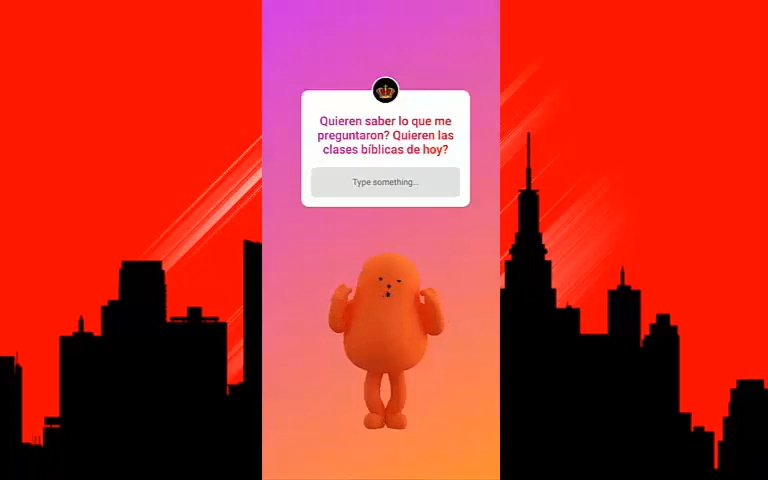 Quieren saber lo que me
preguntaron? Quieren las
clases bíblicas de hoy?
Type something...